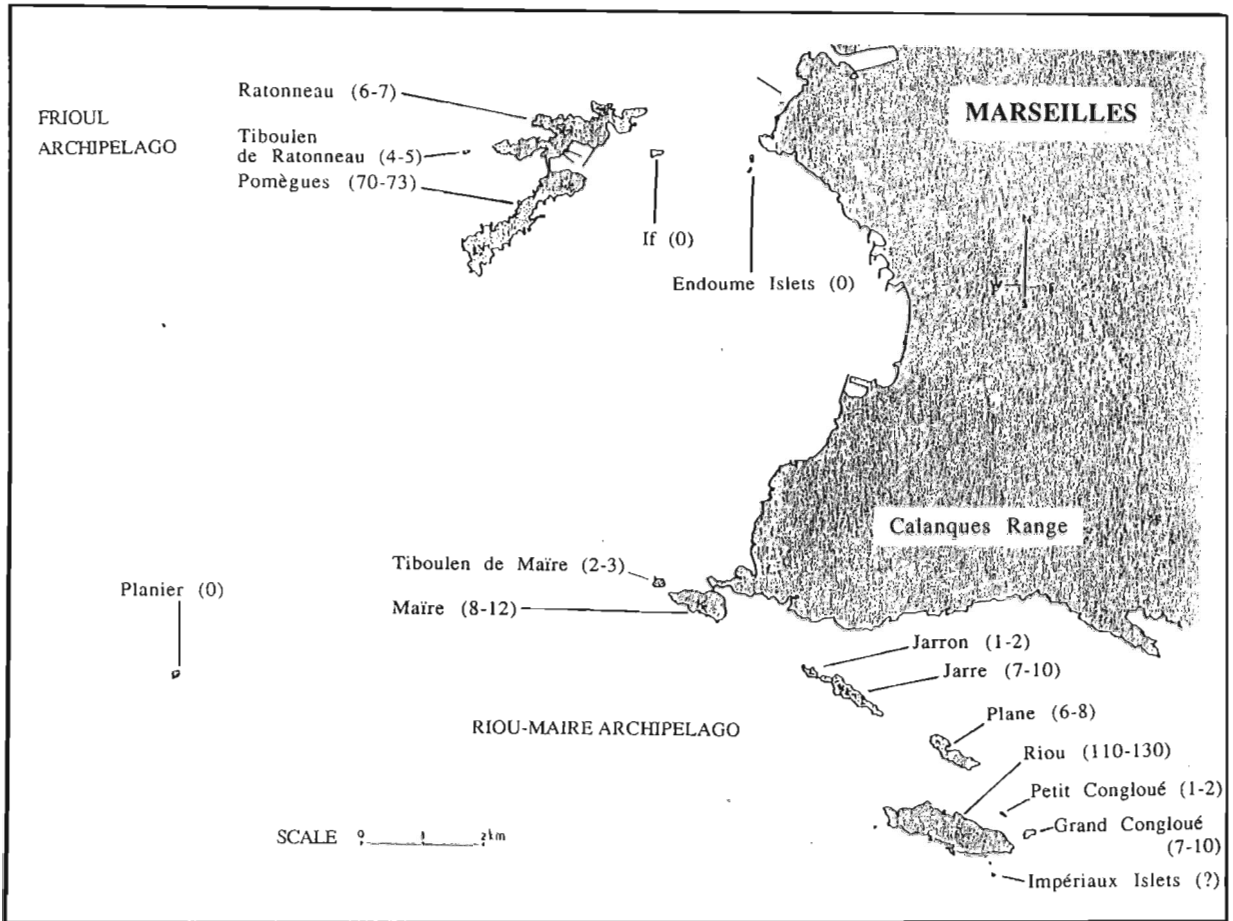 FRIOUL
ARCHIPELAGO
Ratonneau (6-7)
Tiboulen
de Ratonneau (4-5)
Pomègues (70-73)
If (0)
Endoume Islets (0)
MARSEILLES
N
W
E
S
Calanques Range
Planier (0)
Tiboulen de Maïre (2-3)
Maïre (8-12)
RIOU-MAIRE ARCHIPELAGO
Jarron (1-2)
Jarre (7-10)
Plane (6-8)
Riou (110-130)
Petit Congloué (1-2)
Grand Congloué
(7-10)
Impériaux Islets (?)
SCALE 0 1 2km